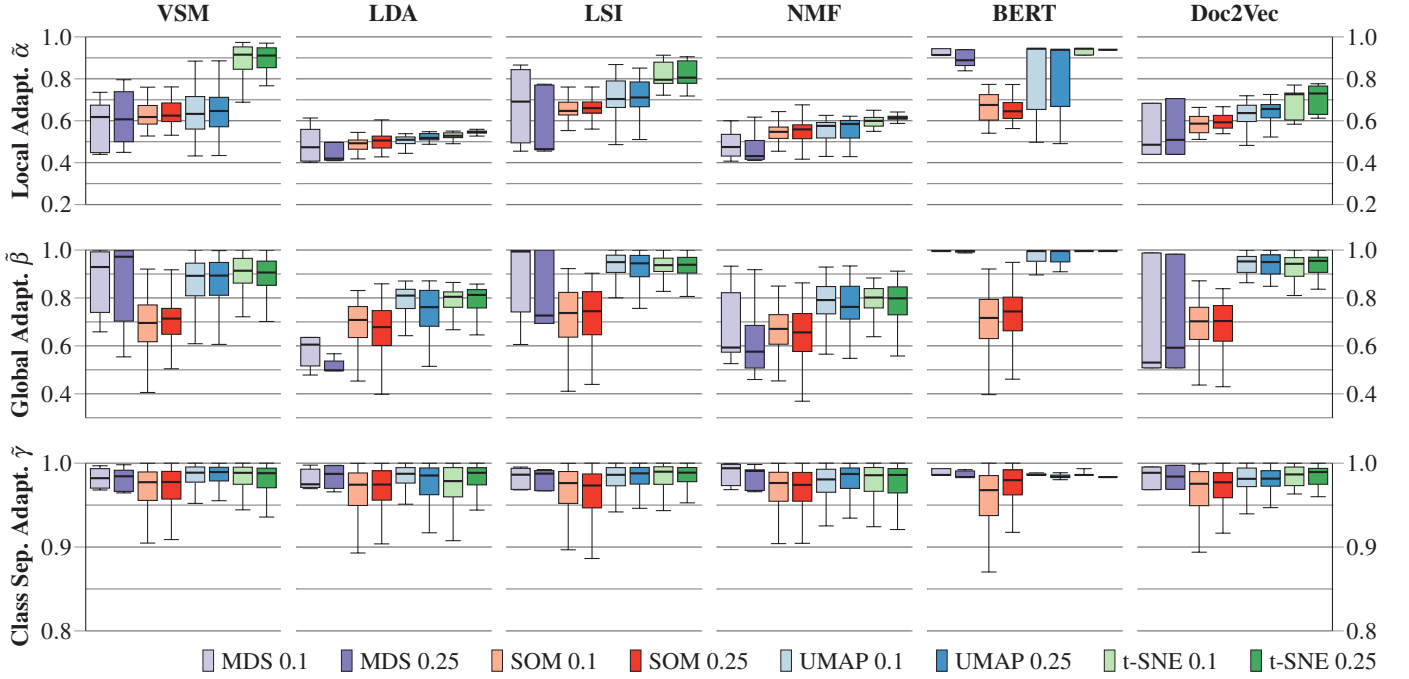 VSM LDA LSI NMF BERT Doc2Vec
Local Adapt. α̃
1.0 1.0
0.8 0.8
0.6 0.6
0.4 0.4
0.2 0.2
Global Adapt. β̃
1.0 1.0
0.8 0.8
0.6 0.6
0.4 0.4
Class Sep. Adapt. γ̃
1.0 1.0
0.9 0.9
0.8 0.8
MDS 0.1 MDS 0.25 SOM 0.1 SOM 0.25 UMAP 0.1 UMAP 0.25 t-SNE 0.1 t-SNE 0.25